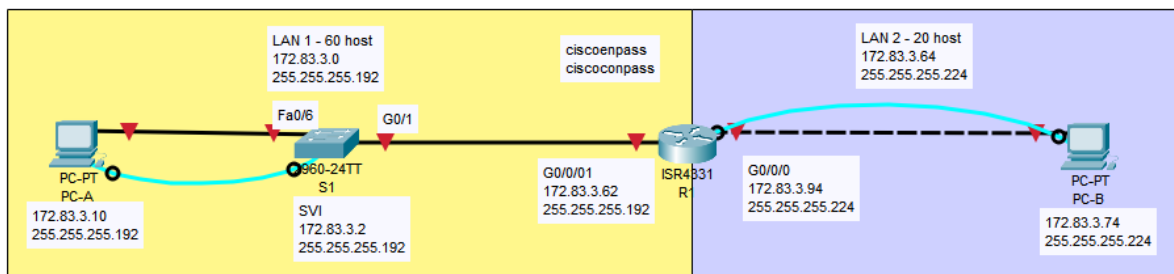 LAN 1 - 60 host
172.83.3.0
255.255.255.192
ciscoenpass
ciscoconpass
LAN 2 - 20 host
172.83.3.64
255.255.255.224
Fa0/6
G0/1
PC-PT
PC-A
172.83.3.10
255.255.255.192
960-24TT
S1
SVI
172.83.3.2
255.255.255.192
G0/0/01
172.83.3.62
255.255.255.192
ISR4331
R1
G0/0/0
172.83.3.94
255.255.255.224
PC-PT
PC-B
172.83.3.74
255.255.255.224